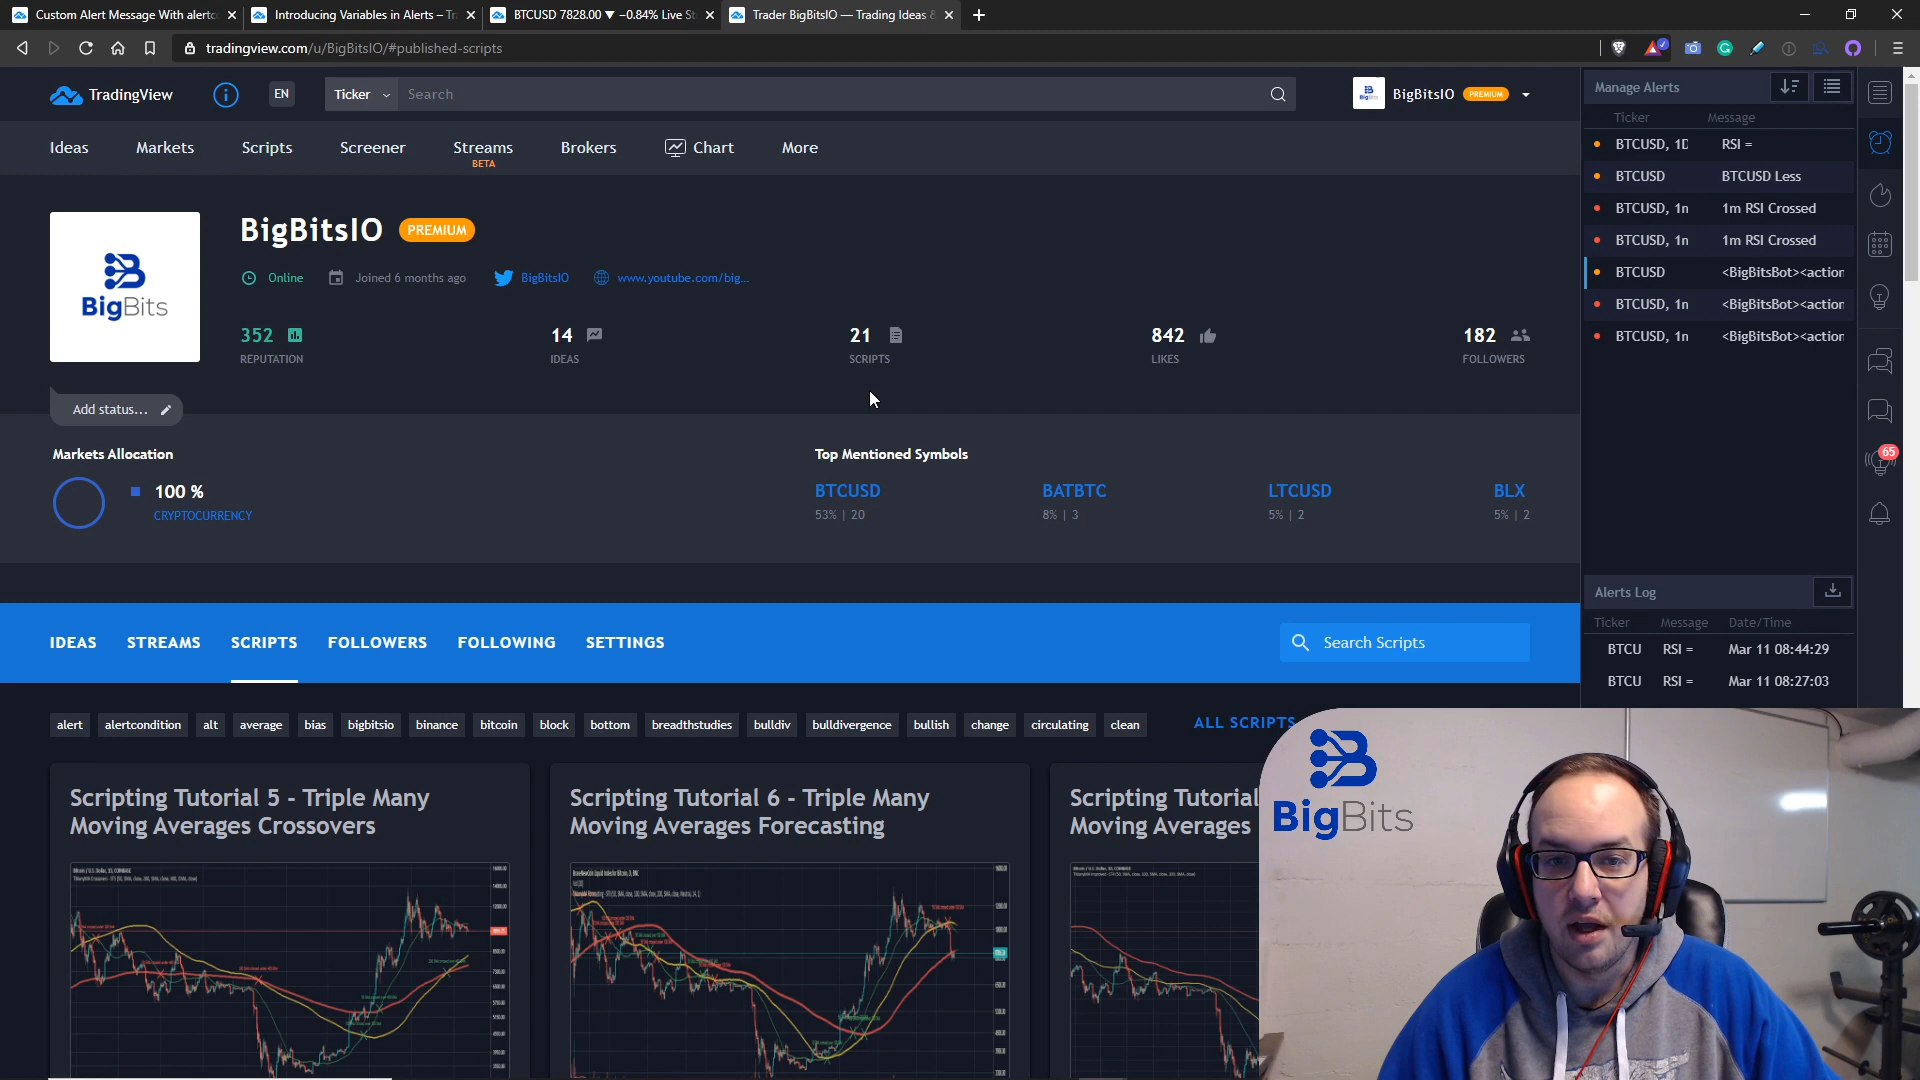 Custom Alert Message With alertc
Introducing Variables in Alerts – Tr
BTCUSD 7828.00 ▼ −0.84% Live St
Trader BigBitsIO — Trading Ideas &
tradingview.com/u/BigBitsIO/#published-scripts
TradingView
EN
Ticker
Search
BigBitsIO PREMIUM
Ideas
Markets
Scripts
Screener
Streams
BETA
Brokers
Chart
More
BigBitsIO PREMIUM
Online
Joined 6 months ago
BigBitsIO
www.youtube.com/big...
BigBits
352
REPUTATION
14
IDEAS
21
SCRIPTS
842
LIKES
182
FOLLOWERS
Add status...
Markets Allocation
100 %
CRYPTOCURRENCY
Top Mentioned Symbols
BTCUSD
53% | 20
BATBTC
8% | 3
LTCUSD
5% | 2
BLX
5% | 2
IDEAS STREAMS SCRIPTS FOLLOWERS FOLLOWING SETTINGS
Search Scripts
alert alertcondition alt average bias bigbitsio binance bitcoin block bottom breadthstudies bulldiv bulldivergence bullish change circulating clean
ALL SCRIPTS
Scripting Tutorial 5 - Triple Many
Moving Averages Crossovers
Scripting Tutorial 6 - Triple Many
Moving Averages Forecasting
Scripting Tutorial
Moving Averages
Manage Alerts
Ticker Message
BTCUSD, 1D RSI =
BTCUSD BTCUSD Less
BTCUSD, 1m 1m RSI Crossed
BTCUSD, 1m 1m RSI Crossed
BTCUSD <BigBitsBot><action
BTCUSD, 1m <BigBitsBot><action
BTCUSD, 1m <BigBitsBot><action
65
Alerts Log
Ticker Message Date/Time
BTCU RSI = Mar 11 08:44:29
BTCU RSI = Mar 11 08:27:03
BigBits